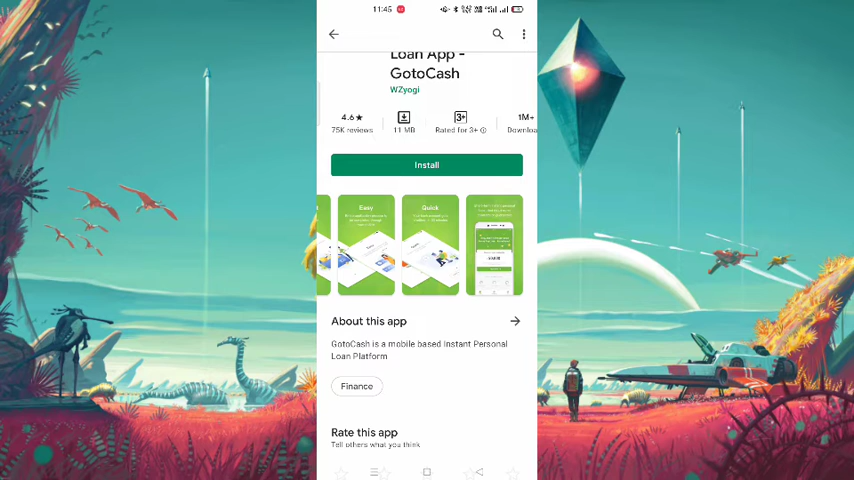 11:45
Loan App -
GotoCash
WZyogi
4.6★
75K reviews
11 MB
3+
Rated for 3+
1M+
Downlo
Install
Easy
Quick
About this app
GotoCash is a mobile based Instant Personal
Loan Platform
Finance
Rate this app
Tell others what you think